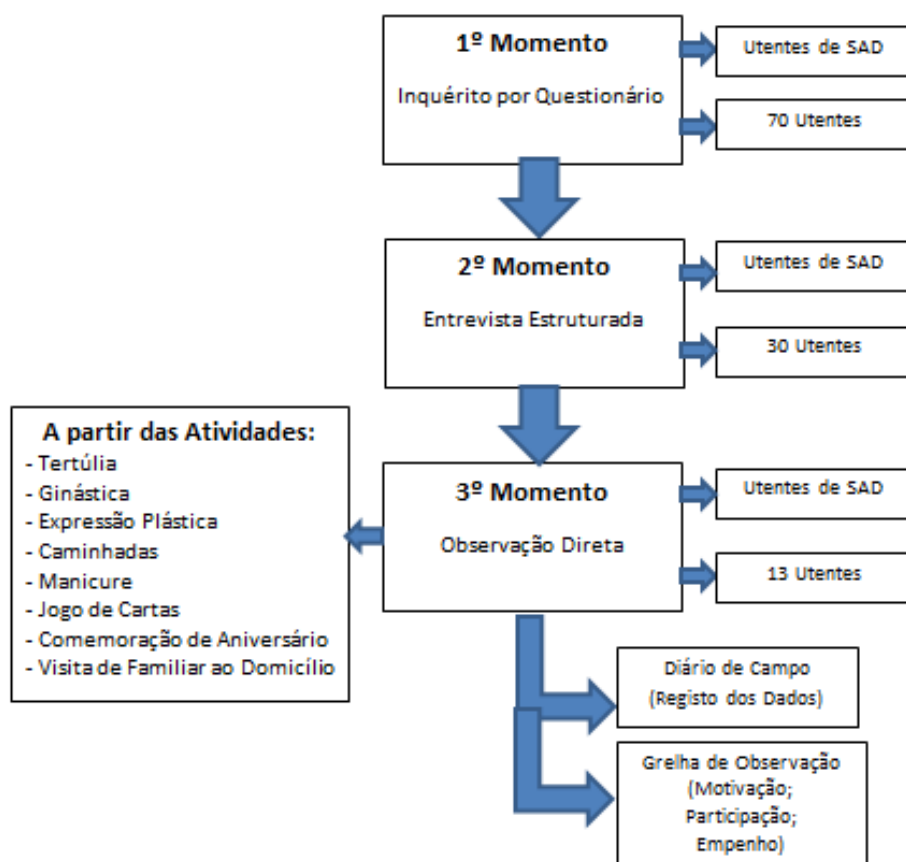 1º Momento
Inquérito por Questionário
Utentes de SAD
70 Utentes
2º Momento
Entrevista Estruturada
Utentes de SAD
30 Utentes
A partir das Atividades:
- Tertúlia
- Ginástica
- Expressão Plástica
- Caminhadas
- Manicure
- Jogo de Cartas
- Comemoração de Aniversário
- Visita de Familiar ao Domicílio
3º Momento
Observação Direta
Utentes de SAD
13 Utentes
Diário de Campo
(Registo dos Dados)
Grelha de Observação
(Motivação;
Participação;
Empenho)